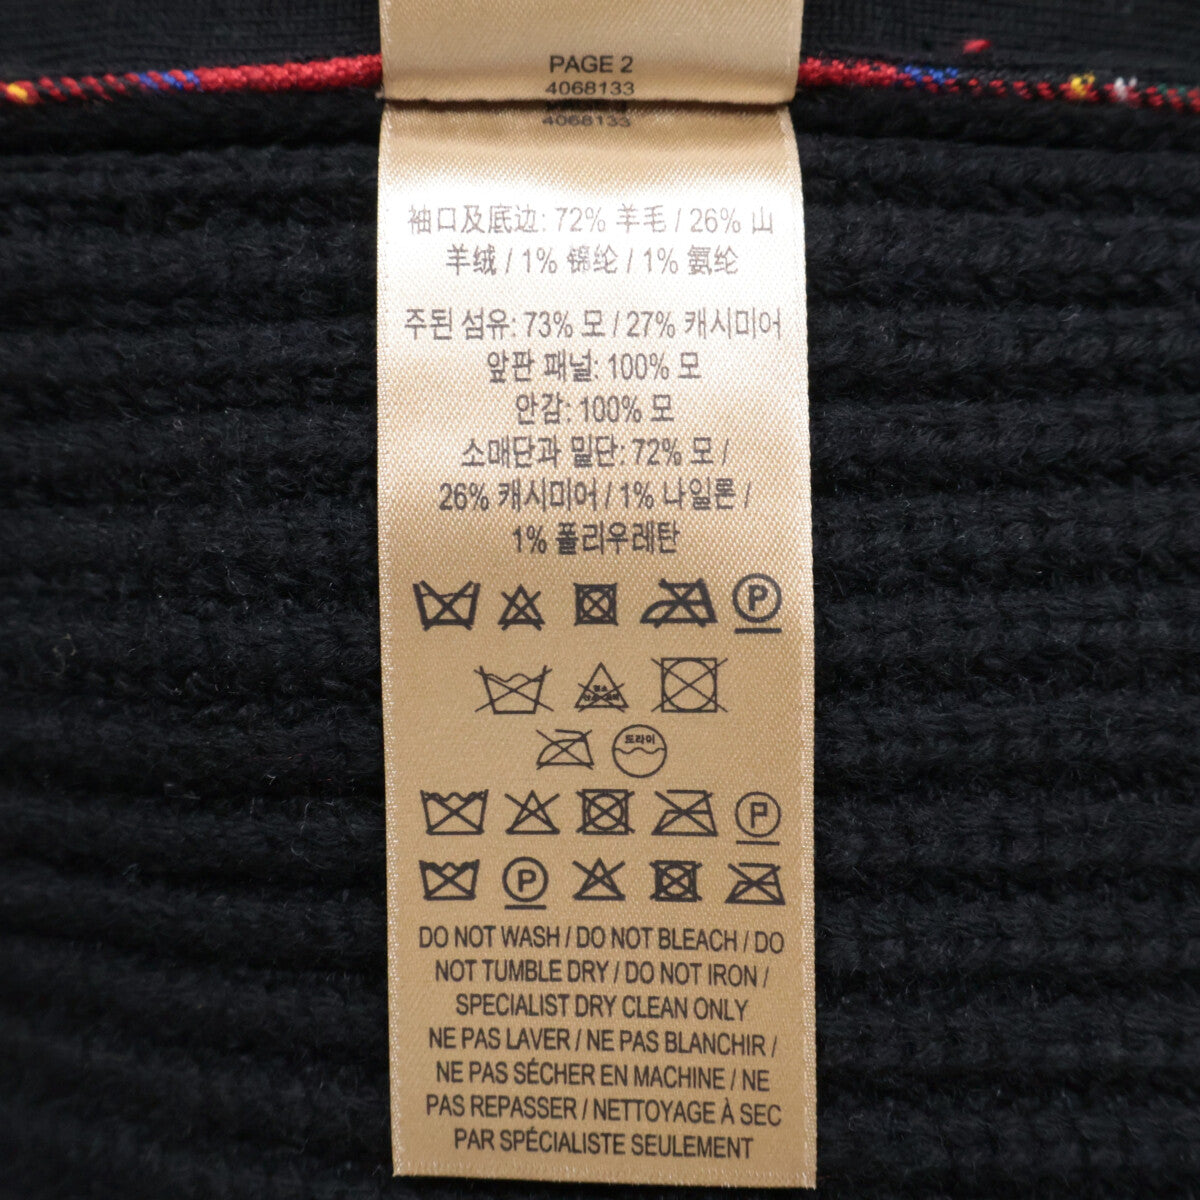 PAGE 2
4068133
4068133
袖口及底边: 72% 羊毛 / 26% 山
羊绒 / 1% 锦纶 / 1% 氨纶
주된 섬유: 73% 모 / 27% 캐시미어
앞판 패널: 100% 모
안감: 100% 모
소매단과 밑단: 72% 모 /
26% 캐시미어 / 1% 나일론 /
1% 폴리우레탄
P
드라이
P
P
DO NOT WASH / DO NOT BLEACH / DO
NOT TUMBLE DRY / DO NOT IRON /
SPECIALIST DRY CLEAN ONLY
NE PAS LAVER / NE PAS BLANCHIR /
NE PAS SÉCHER EN MACHINE / NE
PAS REPASSER / NETTOYAGE À SEC
PAR SPÉCIALISTE SEULEMENT